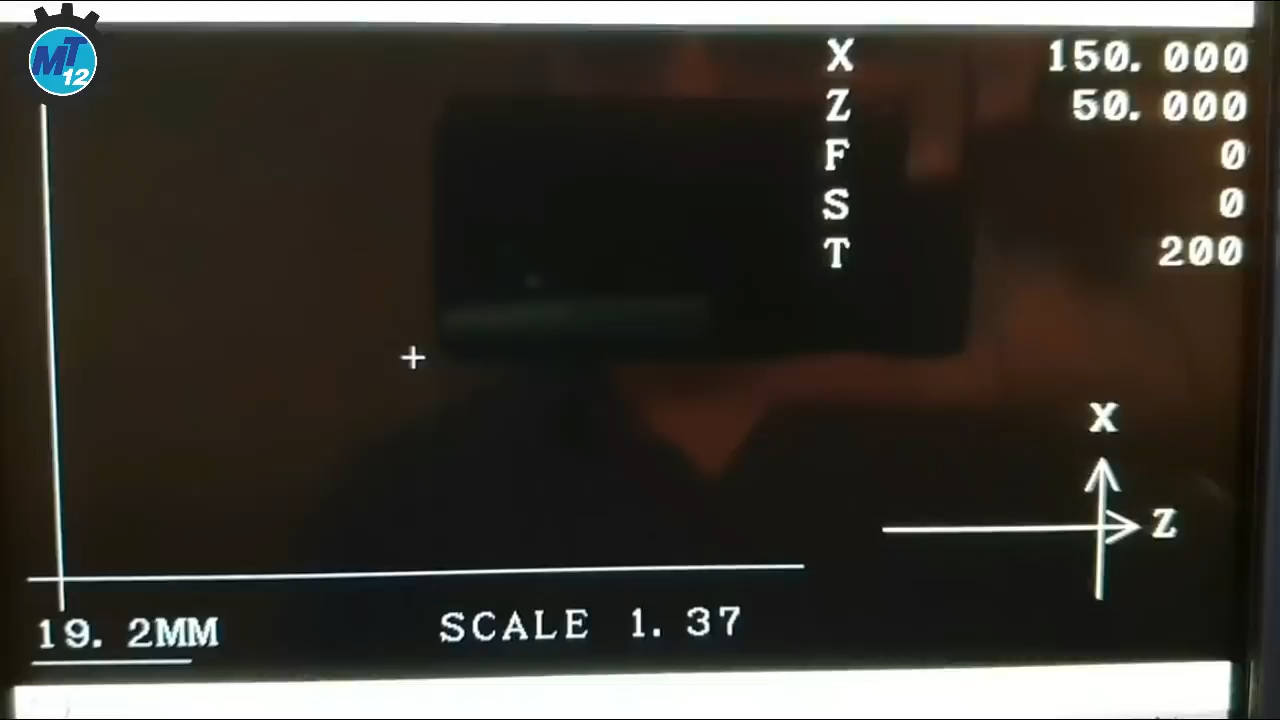 MT
12
X 150. 000
Z 50. 000
F 0
S 0
T 200
X
Z
19. 2MM
SCALE 1. 37